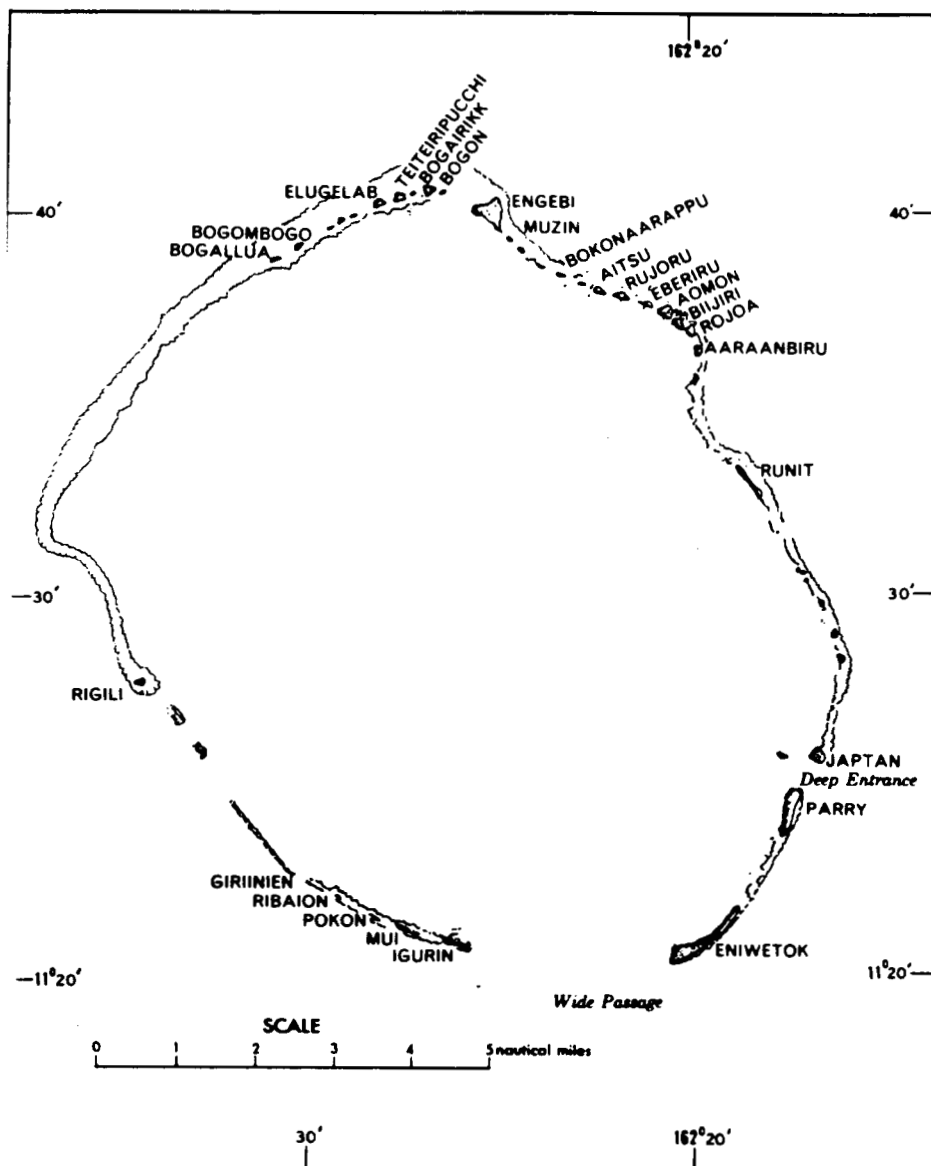 162° 20'
TEITEIRIPUCCHI
BOGAIRIKK
BOGON
ELUGELAB
ENGEBI
40'
40'
MUZIN
BOGOMBOGO
BOGALLUA
BOKONAARAPPU
AITSU
RUJORU
EBERIRU
AOMON
BIIJIRI
ROJOA
AARAANBIRU
RUNIT
30'
30'
RIGILI
JAPTAN
Deep Entrance
PARRY
GIRIINIEN
RIBAION
POKON
MUI
IGURIN
ENIWETOK
11° 20'
11° 20'
Wide Passage
SCALE
0 1 2 3 4 5 nautical miles
30'
162° 20'